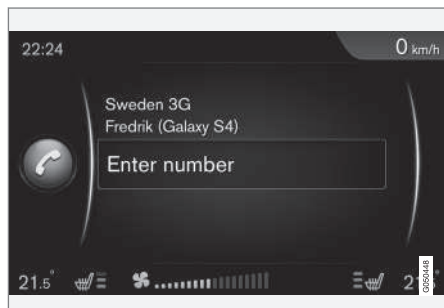 22:24
0 km/h
Sweden 3G
Fredrik (Galaxy S4)
Enter number
21.5°
G050448